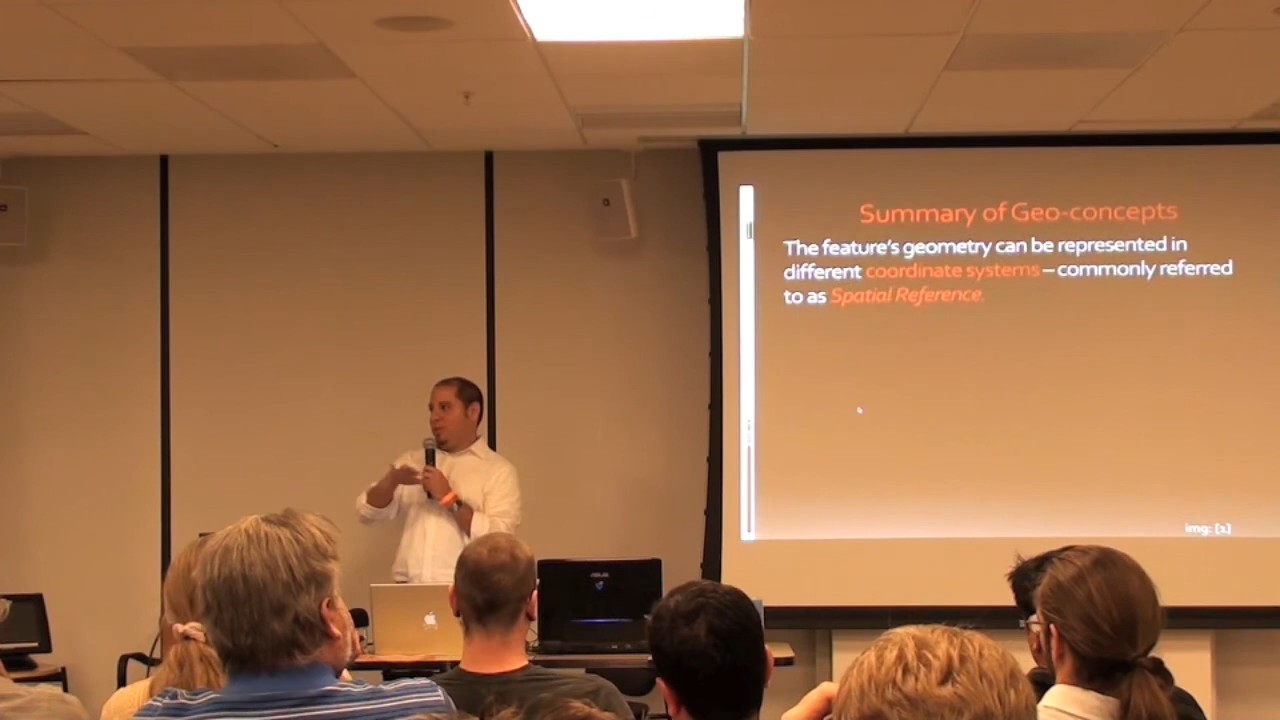 Summary of Geo-concepts
The feature's geometry can be represented in
different coordinate systems – commonly referred
to as Spatial Reference.
img: [1]
ASUS